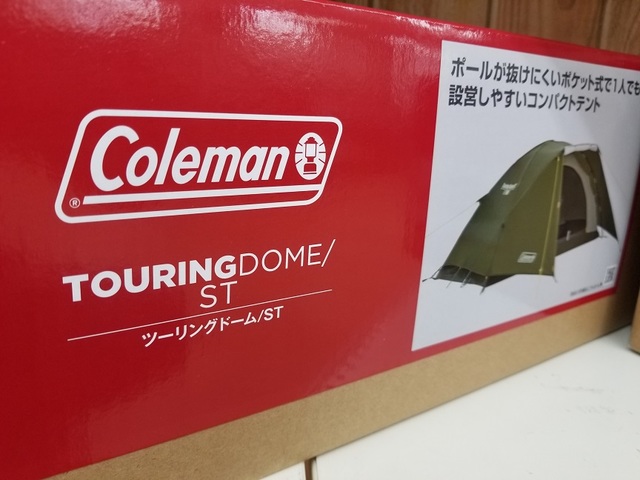 Coleman
®
TOURINGDOME/
ST
ツーリングドーム/ST
ポールが抜けにくいポケット式で1人でも
設営しやすいコンパクトテント
Coleman